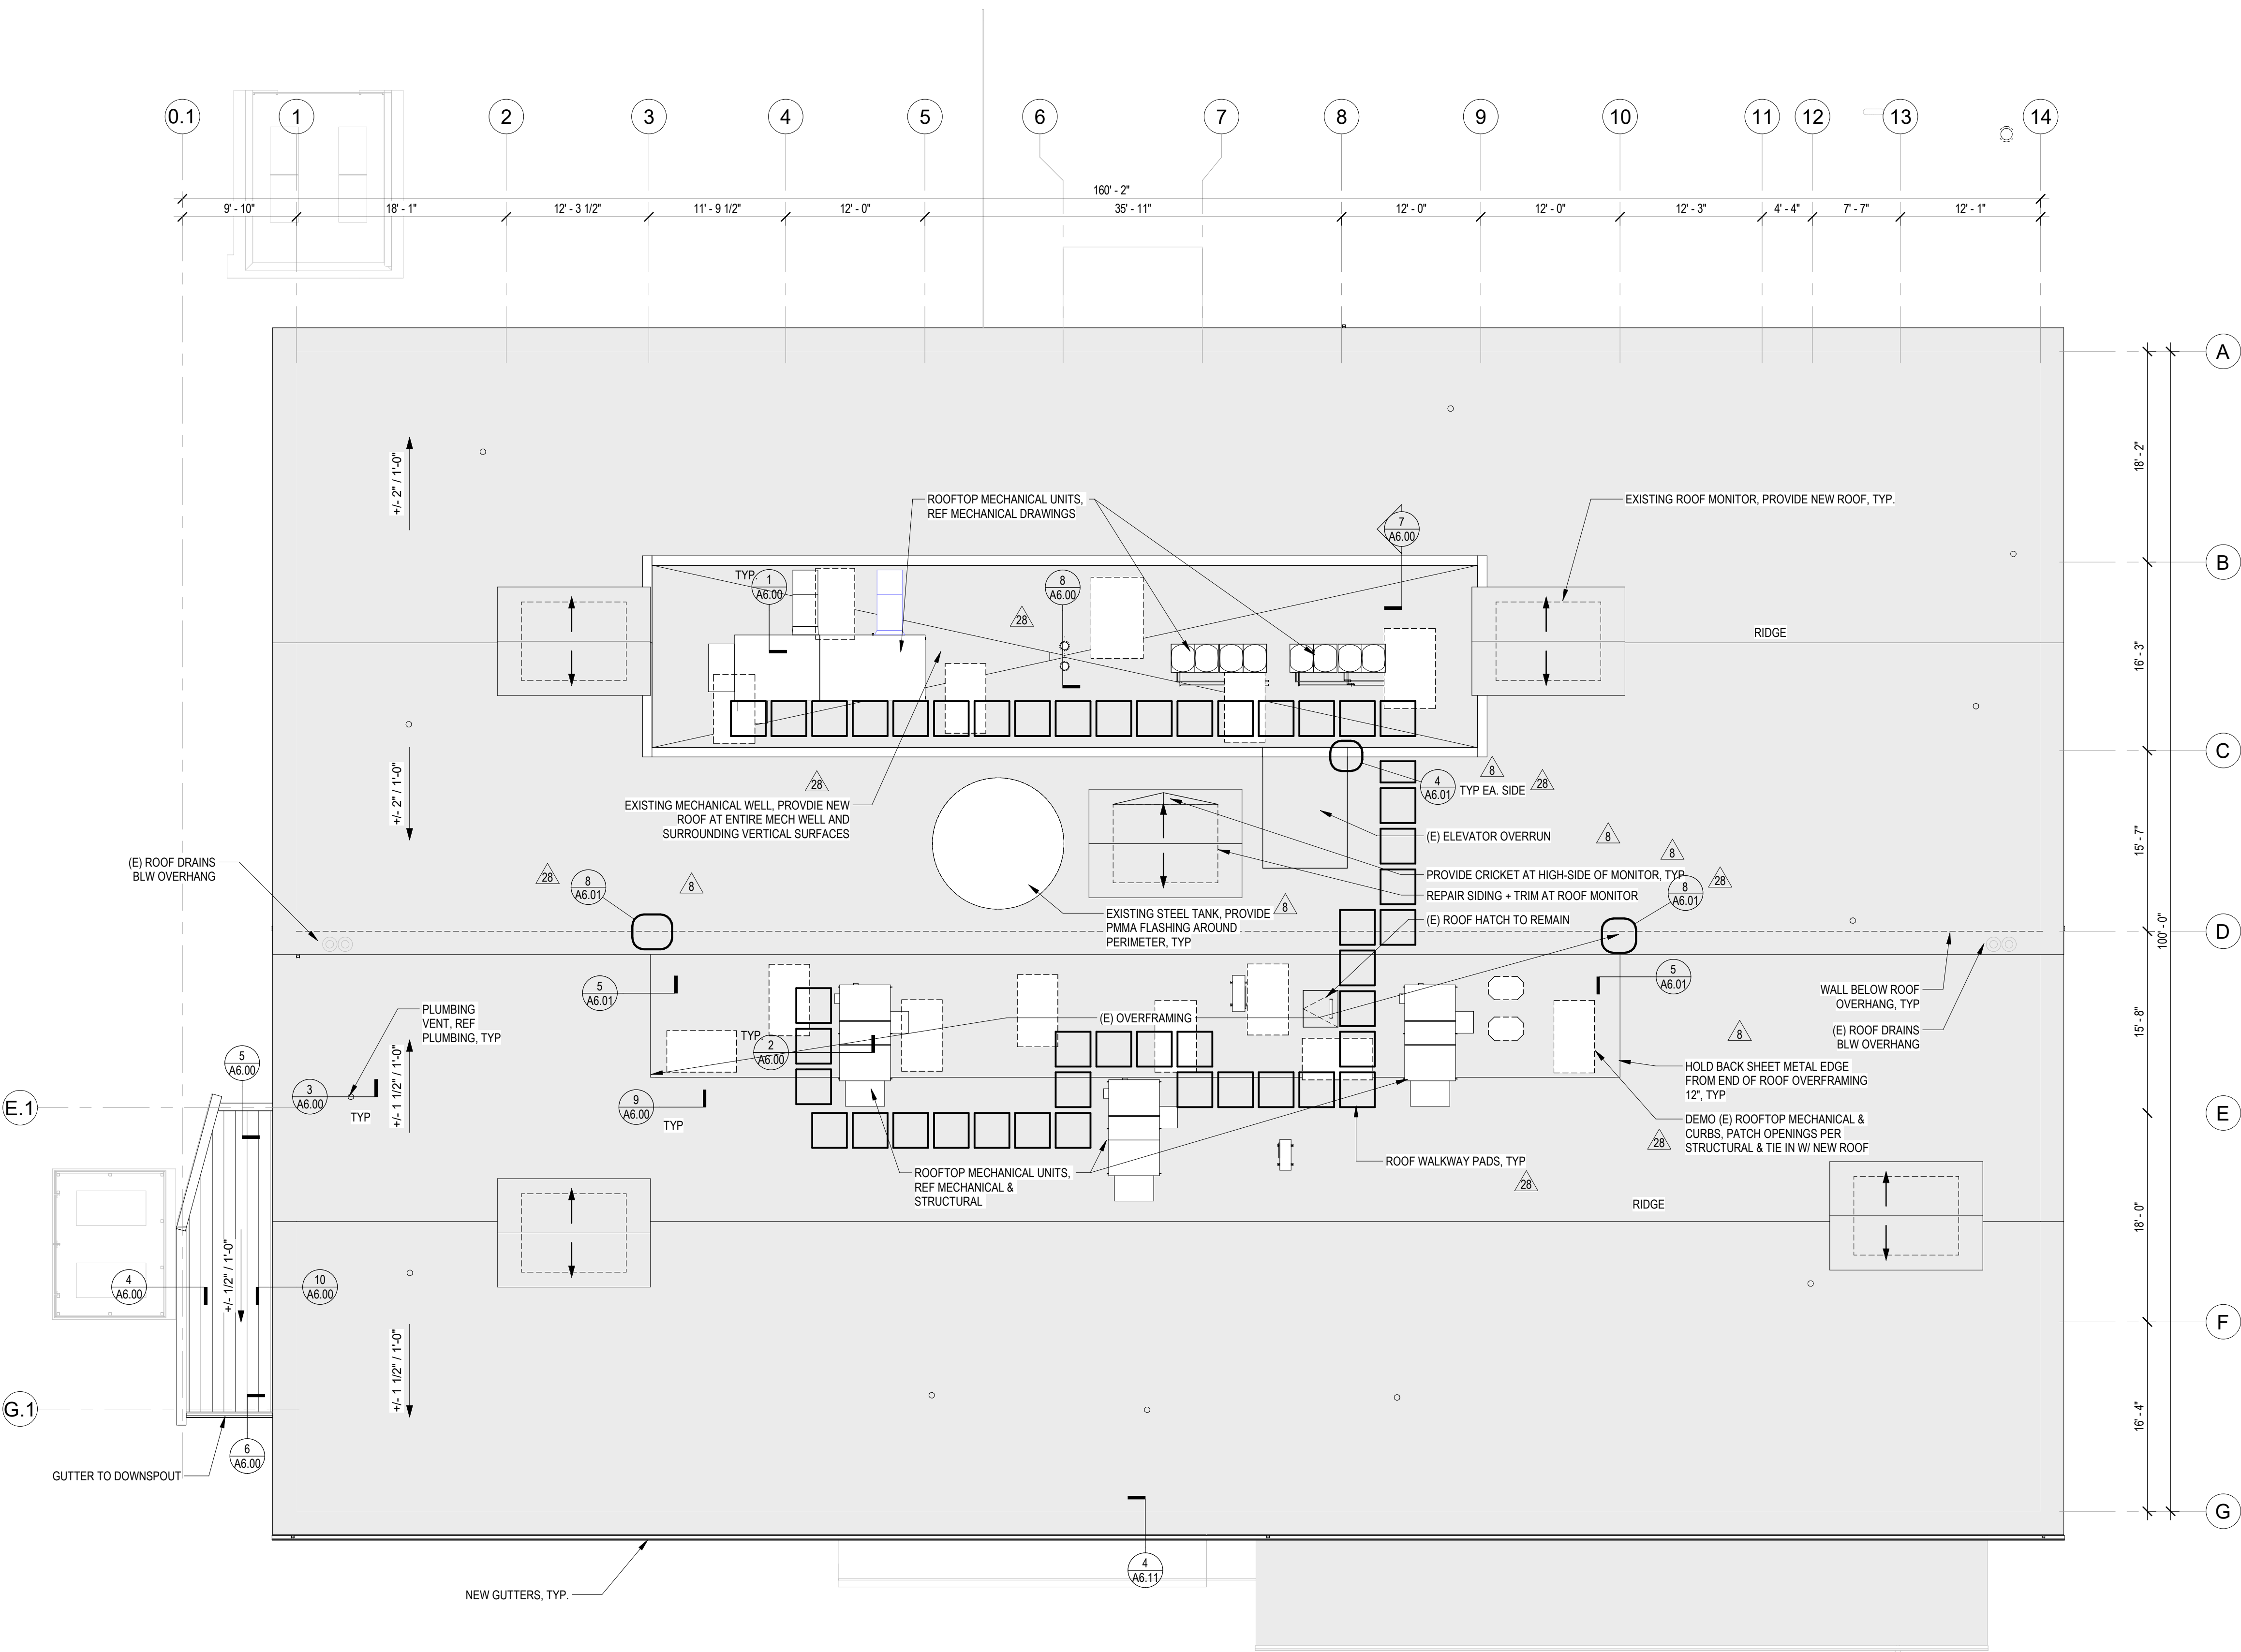 0.1
1
2
3
4
5
6
7
8
9
10
11
12
13
14
160' - 2"
9' - 10"
18' - 1"
12' - 3 1/2"
11' - 9 1/2"
12' - 0"
35' - 11"
12' - 0"
12' - 0"
12' - 3"
4' - 4"
7' - 7"
12' - 1"
A
18' - 2"
+/- 2" / 1'-0"
ROOFTOP MECHANICAL UNITS,
REF MECHANICAL DRAWINGS
EXISTING ROOF MONITOR, PROVIDE NEW ROOF, TYP.
7
A6.00
B
TYP.
1
A6.00
8
A6.00
28
RIDGE
16' - 3"
C
+/- 2" / 1'-0"
28
EXISTING MECHANICAL WELL, PROVDIE NEW
ROOF AT ENTIRE MECH WELL AND
SURROUNDING VERTICAL SURFACES
4
A6.01
TYP EA. SIDE
8
28
(E) ELEVATOR OVERRUN
8
15' - 7"
100' - 0"
(E) ROOF DRAINS
BLW OVERHANG
28
8
A6.01
8
8
PROVIDE CRICKET AT HIGH-SIDE OF MONITOR, TYP
REPAIR SIDING + TRIM AT ROOF MONITOR
8
A6.01
28
EXISTING STEEL TANK, PROVIDE
PMMA FLASHING AROUND
PERIMETER, TYP
8
(E) ROOF HATCH TO REMAIN
D
5
A6.01
5
A6.01
WALL BELOW ROOF
OVERHANG, TYP
PLUMBING
VENT, REF
PLUMBING, TYP
(E) OVERFRAMING
15' - 8"
(E) ROOF DRAINS
BLW OVERHANG
8
TYP.
2
A6.00
+/- 1 1/2" / 1'-0"
5
A6.00
3
A6.00
TYP
9
A6.00
TYP
HOLD BACK SHEET METAL EDGE
FROM END OF ROOF OVERFRAMING
12", TYP
E.1
E
DEMO (E) ROOFTOP MECHANICAL &
CURBS, PATCH OPENINGS PER
STRUCTURAL & TIE IN W/ NEW ROOF
28
ROOF WALKWAY PADS, TYP
28
ROOFTOP MECHANICAL UNITS,
REF MECHANICAL &
STRUCTURAL
RIDGE
18' - 0"
+/- 1/2" / 1'-0"
4
A6.00
10
A6.00
F
+/- 1 1/2" / 1'-0"
G.1
16' - 4"
6
A6.00
GUTTER TO DOWNSPOUT
G
4
A6.11
NEW GUTTERS, TYP.